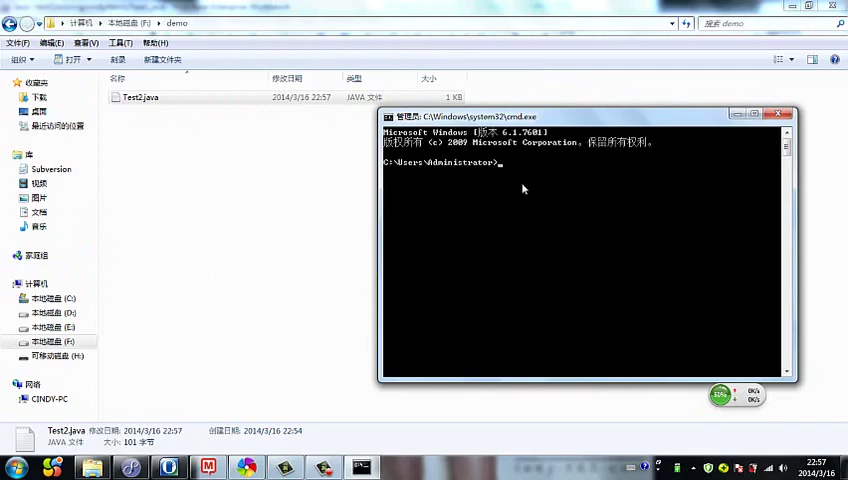 计算机 ▸ 本地磁盘 (F:) ▸ demo
搜索 demo
文件(F) 编辑(E) 查看(V) 工具(T) 帮助(H)
组织 打开 刻录 新建文件夹
名称 修改日期 类型 大小
Test2.java 2014/3/16 22:57 JAVA 文件 1 KB
收藏夹
下载
桌面
最近访问的位置
库
Subversion
视频
图片
文档
音乐
家庭组
计算机
本地磁盘 (C:)
本地磁盘 (D:)
本地磁盘 (E:)
本地磁盘 (F:)
可移动磁盘 (H:)
网络
CINDY-PC
管理员: C:\Windows\system32\cmd.exe
Microsoft Windows [版本 6.1.7601]
版权所有 (c) 2009 Microsoft Corporation。保留所有权利。
C:\Users\Administrator>
0K/s
0K/s
Test2.java 修改日期: 2014/3/16 22:57 创建日期: 2014/3/16 22:54
JAVA 文件 大小: 101 字节
22:57
2014/3/16